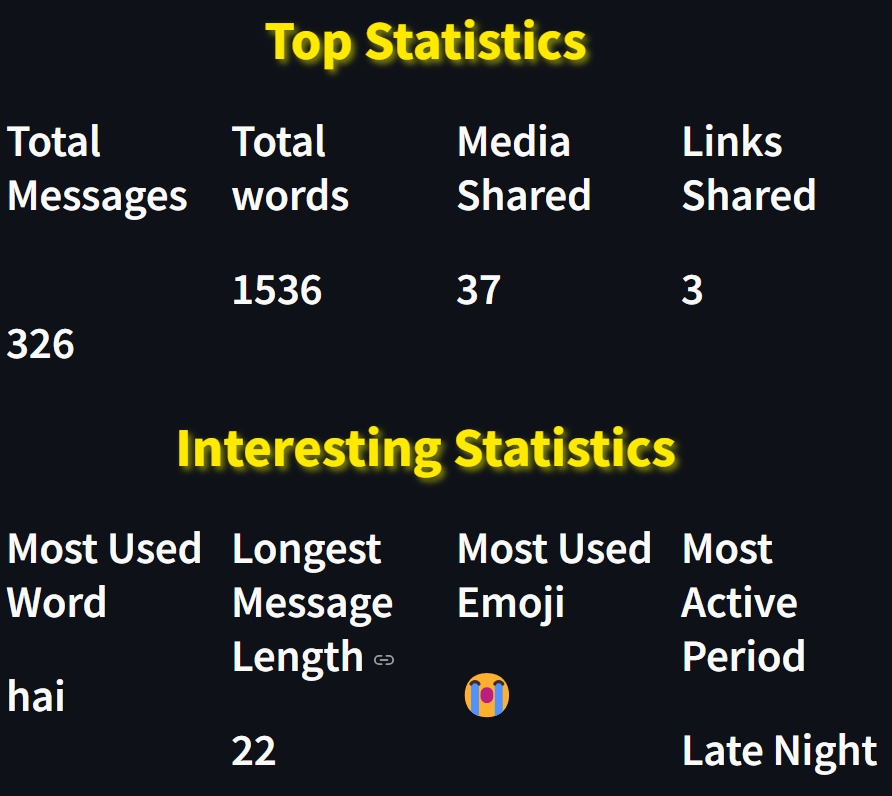 Top Statistics
Total Messages
326
Total words
1536
Media Shared
37
Links Shared
3
Interesting Statistics
Most Used Word
hai
Longest Message Length
22
Most Used Emoji
😭
Most Active Period
Late Night